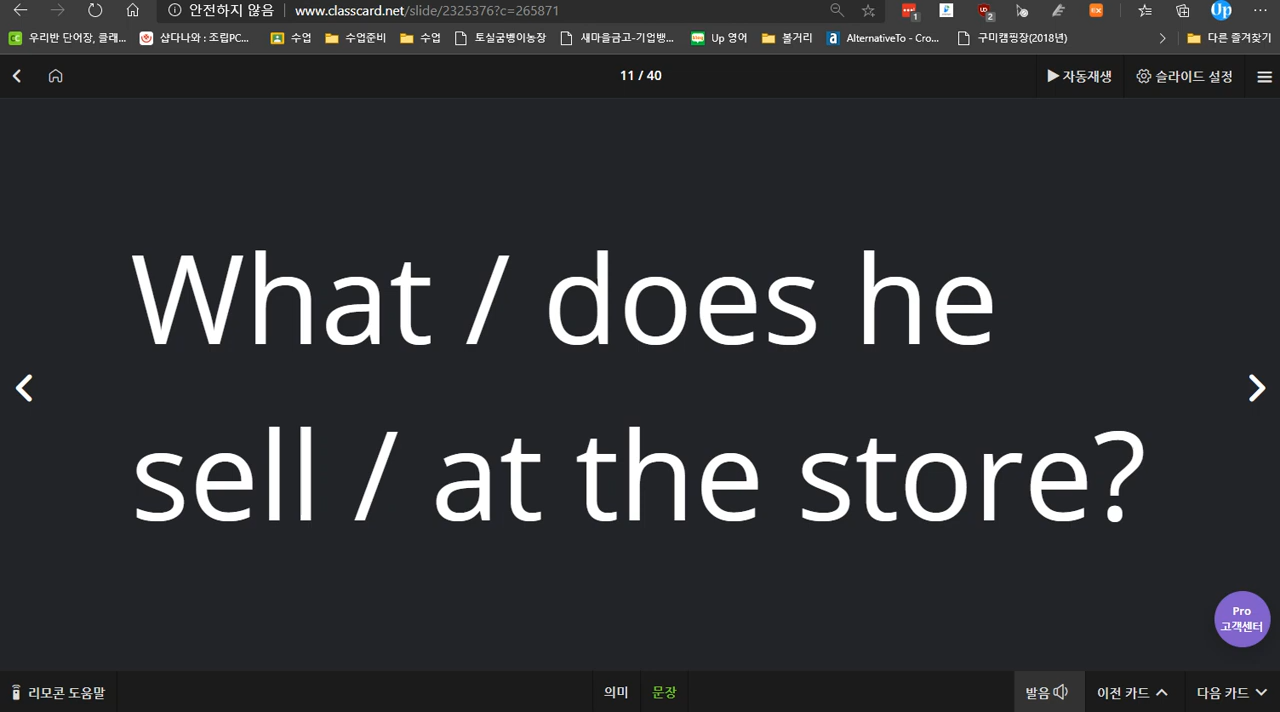 안전하지 않음 www.classcard.net/slide/2325376?c=265871
1 2 EX Up
우리반 단어장, 클래... 샵다나와 : 조립PC... 수업 수업준비 수업 토실굼벵이농장 새마을금고-기업뱅... Up 영어 볼거리 AlternativeTo - Cro... 구미캠핑장(2018년) 다른 즐겨찾기
11 / 40 자동재생 슬라이드 설정
What / does he
sell / at the store?
Pro
고객센터
리모콘 도움말 의미 문장 발음 이전 카드 다음 카드